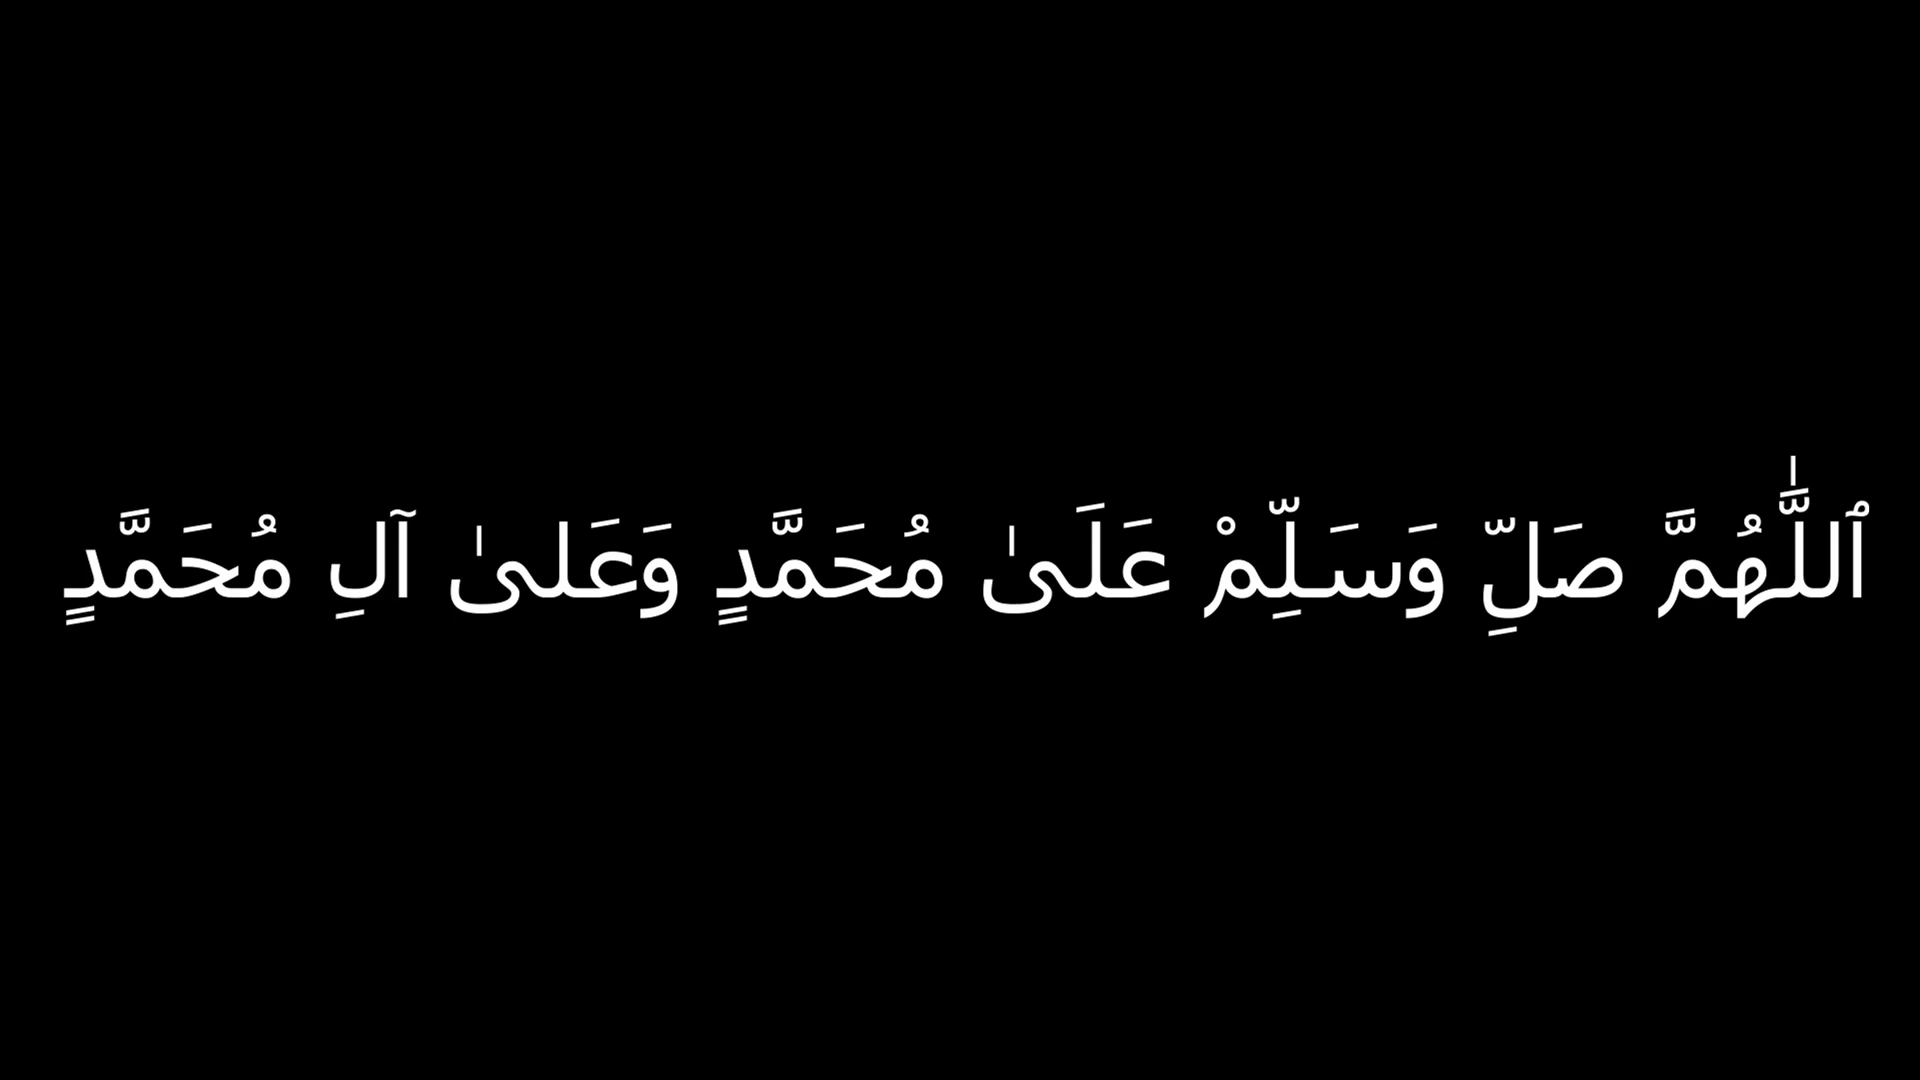 ٱللَّٰهُمَّ صَلِّ وَسَلِّمْ عَلَىٰ مُحَمَّدٍ وَعَلىٰ آلِ مُحَمَّدٍ